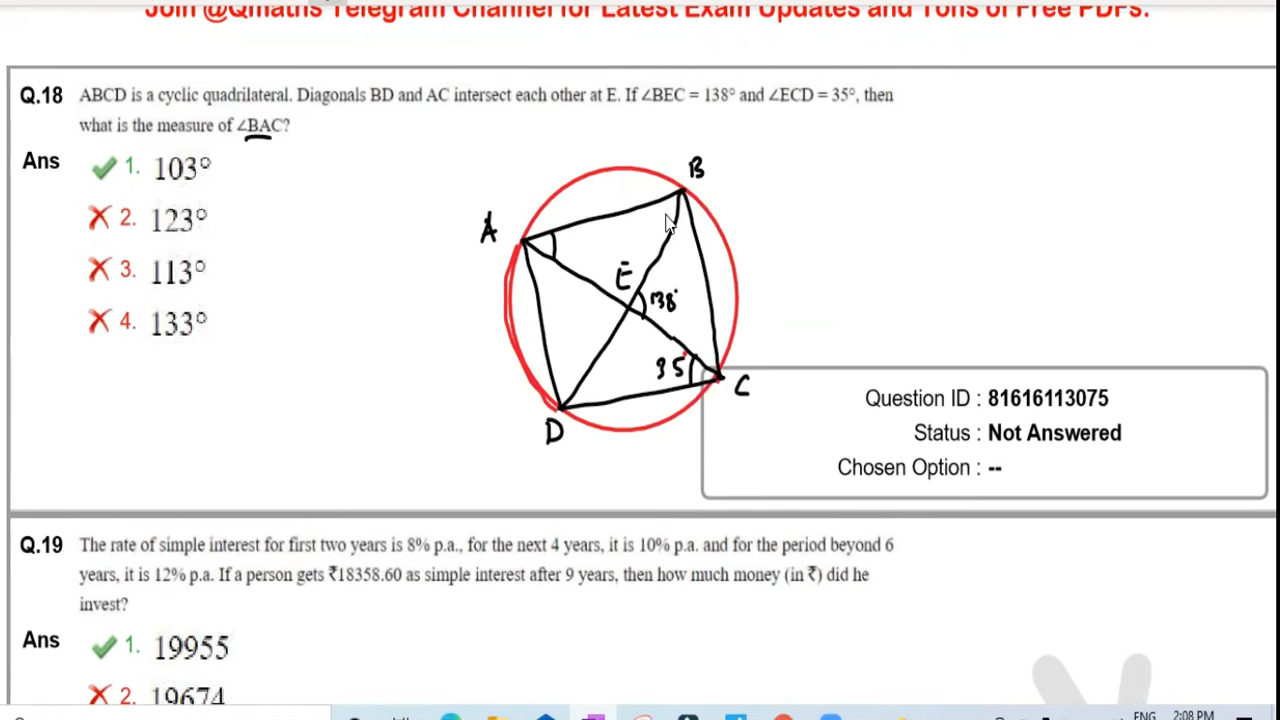 Join @Qmaths Telegram Channel for Latest Exam Updates and Tons of Free PDFs.
Q.18 ABCD is a cyclic quadrilateral. Diagonals BD and AC intersect each other at E. If ∠BEC = 138° and ∠ECD = 35°, then
what is the measure of ∠BAC?
Ans 1. 103°
2. 123°
3. 113°
4. 133°
B
A
E
138°
35°
C
D
Question ID : 81616113075
Status : Not Answered
Chosen Option : --
Q.19 The rate of simple interest for first two years is 8% p.a., for the next 4 years, it is 10% p.a. and for the period beyond 6
years, it is 12% p.a. If a person gets ₹18358.60 as simple interest after 9 years, then how much money (in ₹) did he
invest?
Ans 1. 19955
2. 19674
ENG 2:08 PM